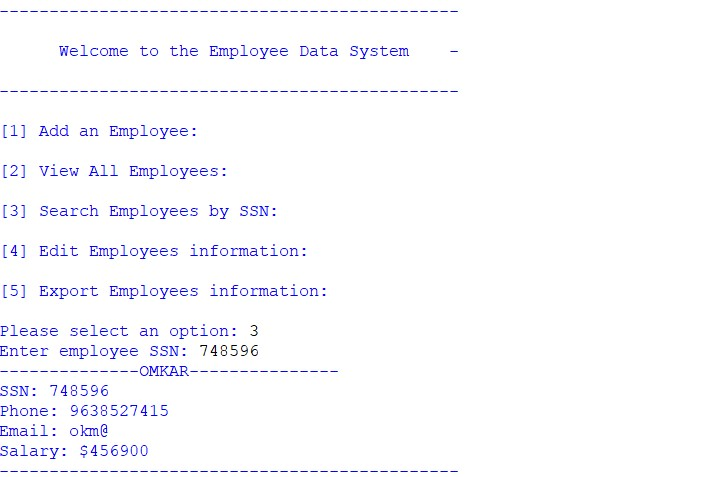 ----------------------------------------------
Welcome to the Employee Data System    -
----------------------------------------------
[1] Add an Employee:
[2] View All Employees:
[3] Search Employees by SSN:
[4] Edit Employees information:
[5] Export Employees information:
Please select an option: 3
Enter employee SSN: 748596
--------------OMKAR---------------
SSN: 748596
Phone: 9638527415
Email: okm@
Salary: $456900
----------------------------------------------